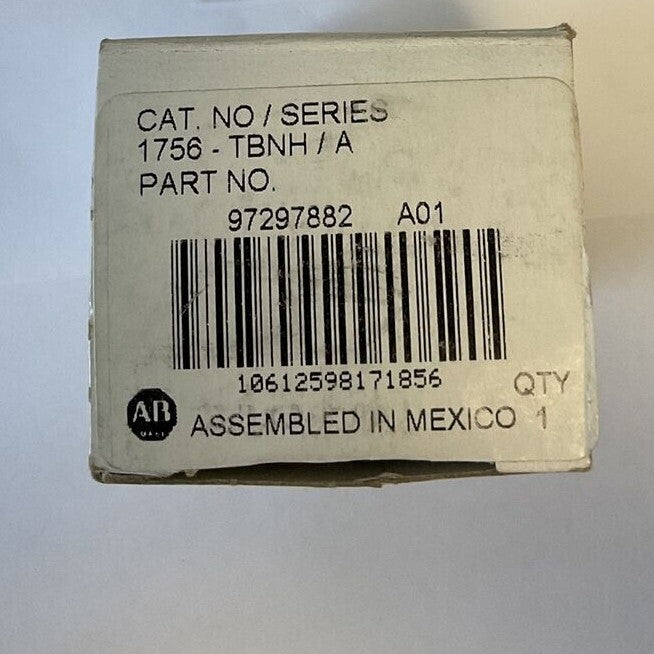 CAT. NO / SERIES
1756 - TBNH / A
PART NO.
97297882 A01
10612598171856
QTY
AB
ASSEMBLED IN MEXICO 1